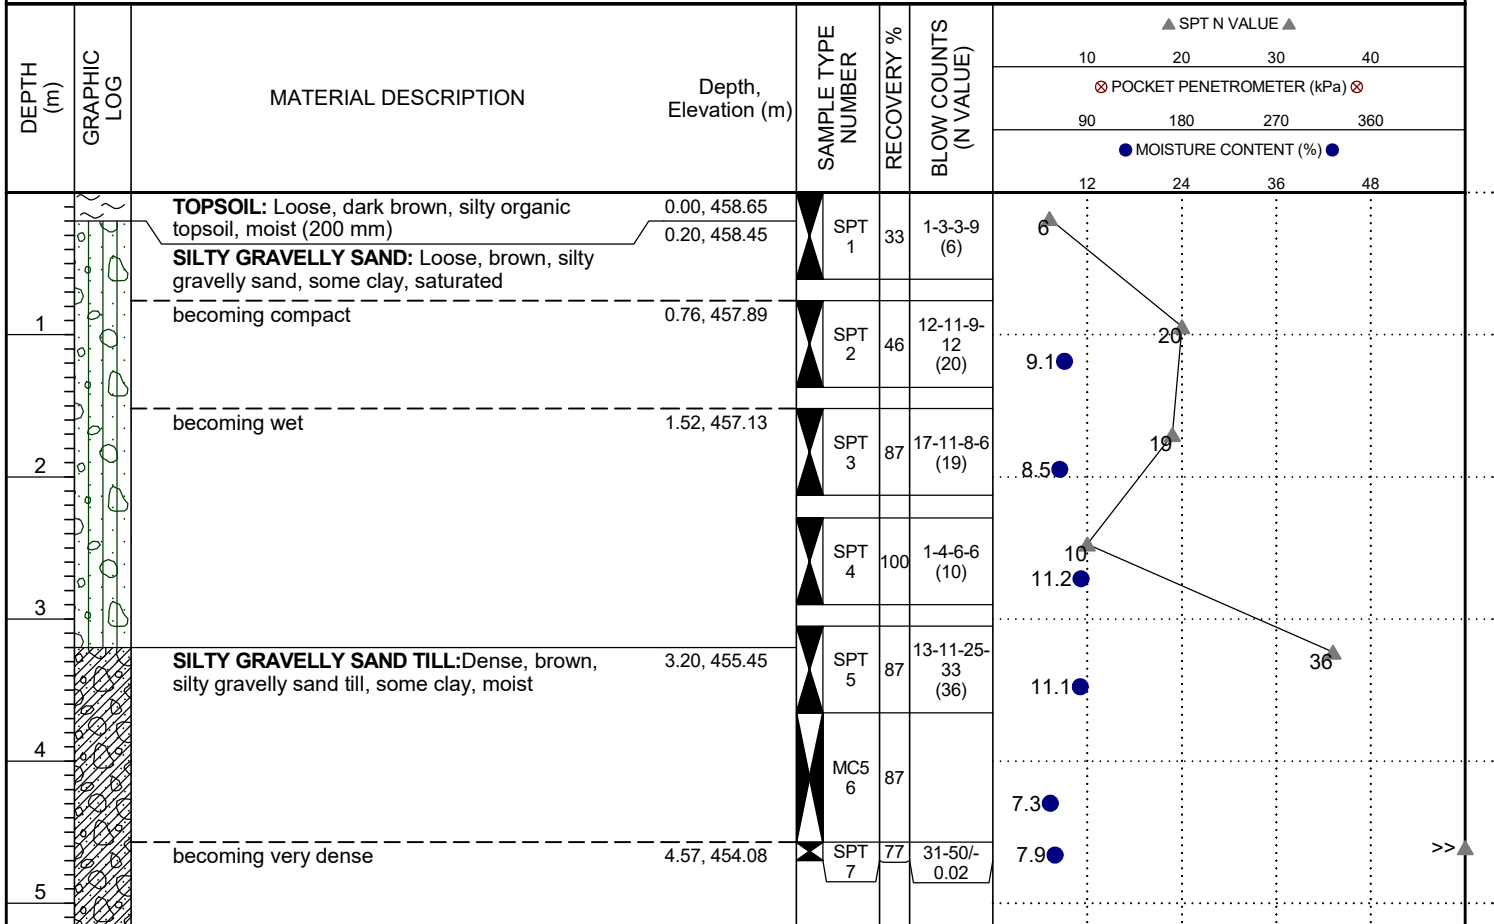 DEPTH
(m)
GRAPHIC
LOG
MATERIAL DESCRIPTION
Depth,
Elevation (m)
SAMPLE TYPE
NUMBER
RECOVERY %
BLOW COUNTS
(N VALUE)
SPT N VALUE
10 20 30 40
POCKET PENETROMETER (kPa)
90 180 270 360
MOISTURE CONTENT (%)
12 24 36 48
TOPSOIL: Loose, dark brown, silty organic
topsoil, moist (200 mm)
0.00, 458.65
0.20, 458.45
SILTY GRAVELLY SAND: Loose, brown, silty
gravelly sand, some clay, saturated
SPT
1
33
1-3-3-9
(6)
6
1
becoming compact
0.76, 457.89
SPT
2
46
12-11-9-
12
(20)
20
9.1
becoming wet
1.52, 457.13
SPT
3
87
17-11-8-6
(19)
19
2
8.5
SPT
4
100
1-4-6-6
(10)
10
11.2
3
SILTY GRAVELLY SAND TILL:Dense, brown,
silty gravelly sand till, some clay, moist
3.20, 455.45
SPT
5
87
13-11-25-
33
(36)
36
11.1
4
MC5
6
87
7.3
becoming very dense
4.57, 454.08
SPT
7
77
31-50/-
0.02
7.9
>>
5